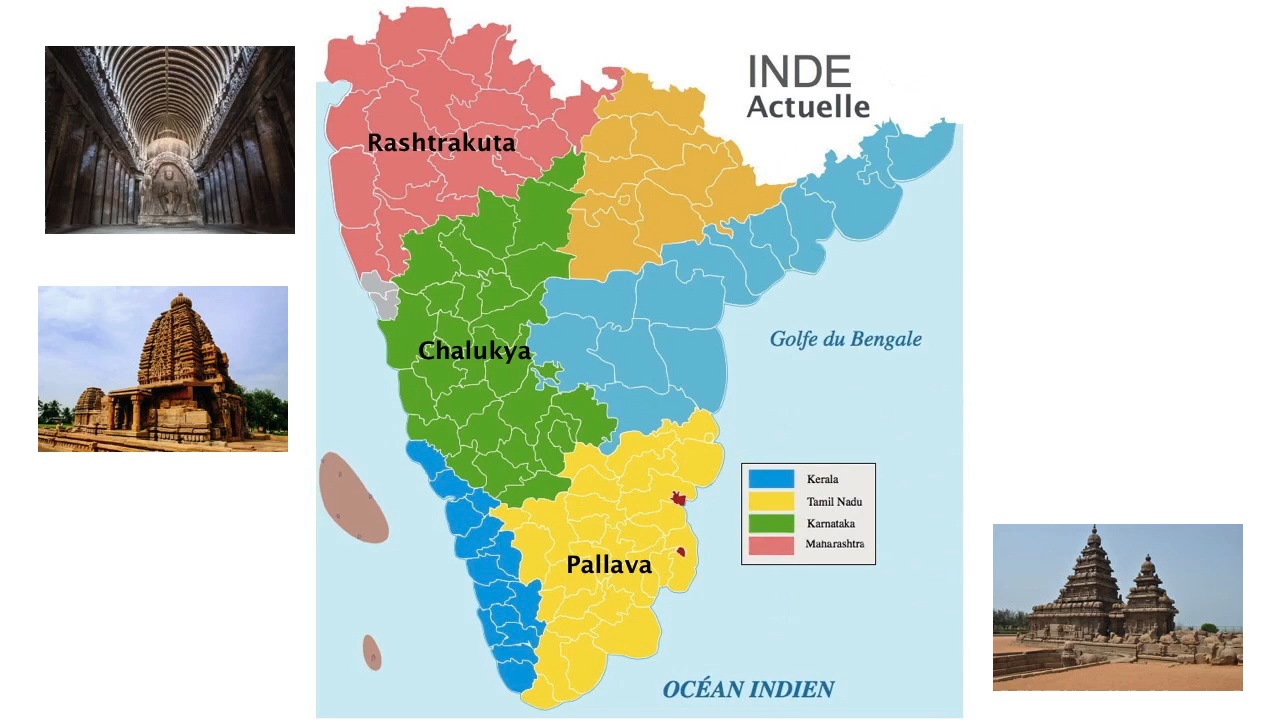 INDE
Actuelle
Rashtrakuta
Golfe du Bengale
Chalukya
Kerala
Tamil Nadu
Karnataka
Maharashtra
Pallava
OCÉAN INDIEN